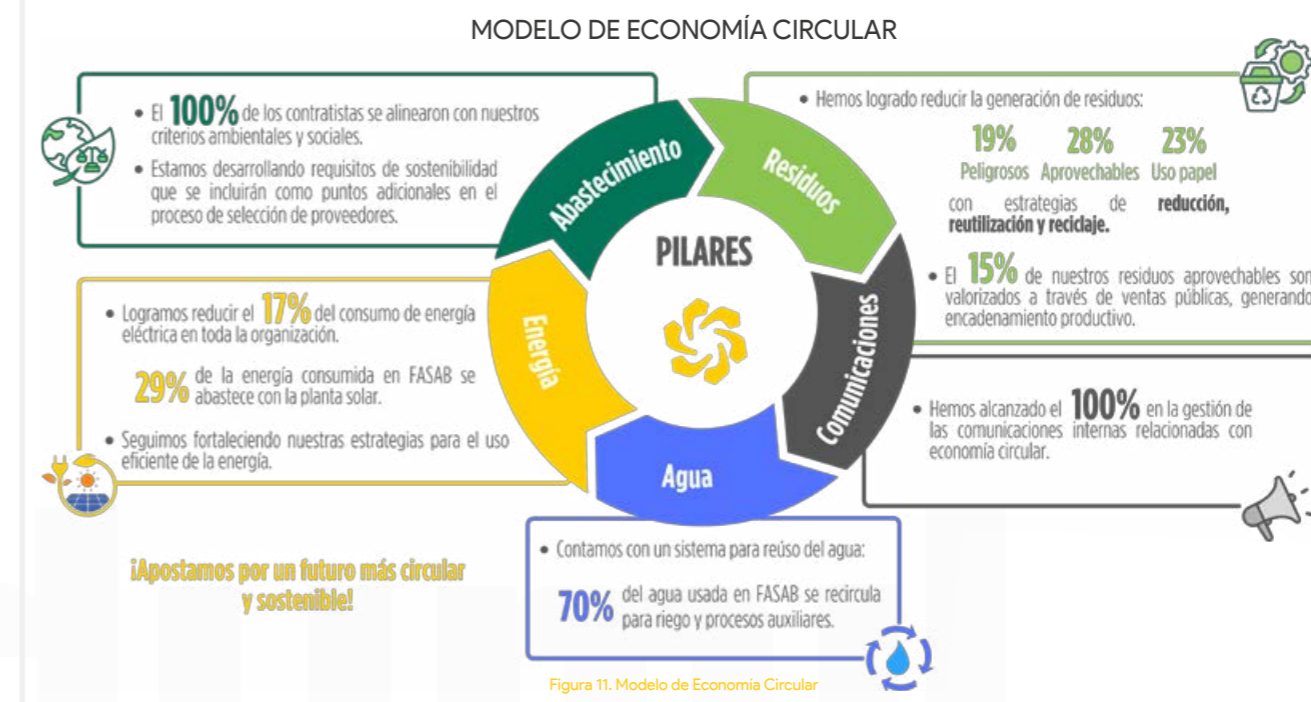 MODELO DE ECONOMÍA CIRCULAR
• El 100% de los contratistas se alinearon con nuestros
criterios ambientales y sociales.
• Estamos desarrollando requisitos de sostenibilidad
que se incluirán como puntos adicionales en el
proceso de selección de proveedores.
• Hemos logrado reducir la generación de residuos:
19% 28% 23%
Peligrosos Aprovechables Uso papel
con estrategias de reducción,
reutilización y reciclaje.
• El 15% de nuestros residuos aprovechables son
valorizados a través de ventas públicas, generando
encadenamiento productivo.
Abastecimiento
Residuos
PILARES
Energía
Comunicaciones
Agua
• Logramos reducir el 17% del consumo de energía
eléctrica en toda la organización.
29% de la energía consumida en FASAB se
abastece con la planta solar.
• Seguimos fortaleciendo nuestras estrategias para el uso
eficiente de la energía.
• Hemos alcanzado el 100% en la gestión de
las comunicaciones internas relacionadas con
economía circular.
• Contamos con un sistema para reúso del agua:
70% del agua usada en FASAB se recircula
para riego y procesos auxiliares.
¡Apostamos por un futuro más circular
y sostenible!
Figura 11. Modelo de Economía Circular